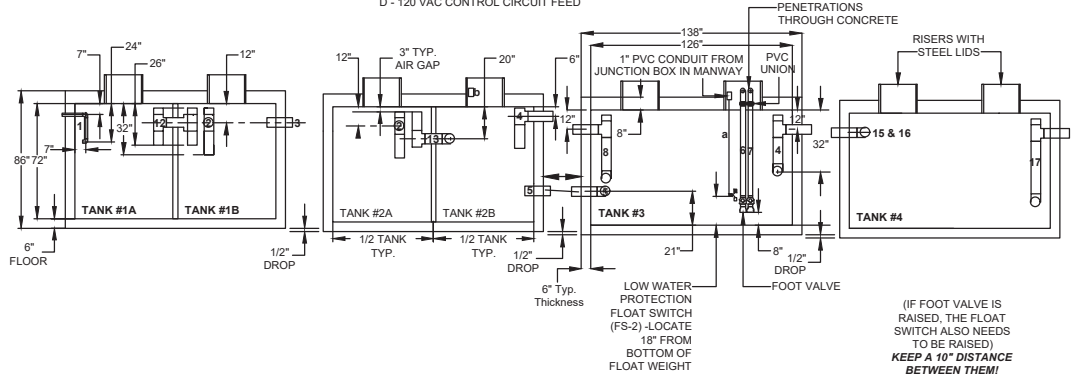 D - 120 VAC CONTROL CIRCUIT FEED
PENETRATIONS
THROUGH CONCRETE
138"
126"
RISERS WITH
STEEL LIDS
7"
24"
26"
12"
12"
3" TYP.
AIR GAP
20"
6"
1" PVC CONDUIT FROM
JUNCTION BOX IN MANWAY
PVC
UNION
b
86"
72"
32"
7"
1
12
2
3
2
13
4
12"
5
8"
8
a
6
7
4
12"
32"
15 & 16
17
TANK #1A
TANK #1B
TANK #2A
TANK #2B
TANK #3
TANK #4
6"
FLOOR
1/2"
DROP
1/2 TANK
TYP.
1/2 TANK
TYP.
1/2"
DROP
21"
8"
1/2"
DROP
6" Typ.
Thickness
FOOT VALVE
LOW WATER
PROTECTION
FLOAT SWITCH
(FS-2) -LOCATE
18" FROM
BOTTOM OF
FLOAT WEIGHT
(IF FOOT VALVE IS
RAISED, THE FLOAT
SWITCH ALSO NEEDS
TO BE RAISED)
KEEP A 10" DISTANCE
BETWEEN THEM!